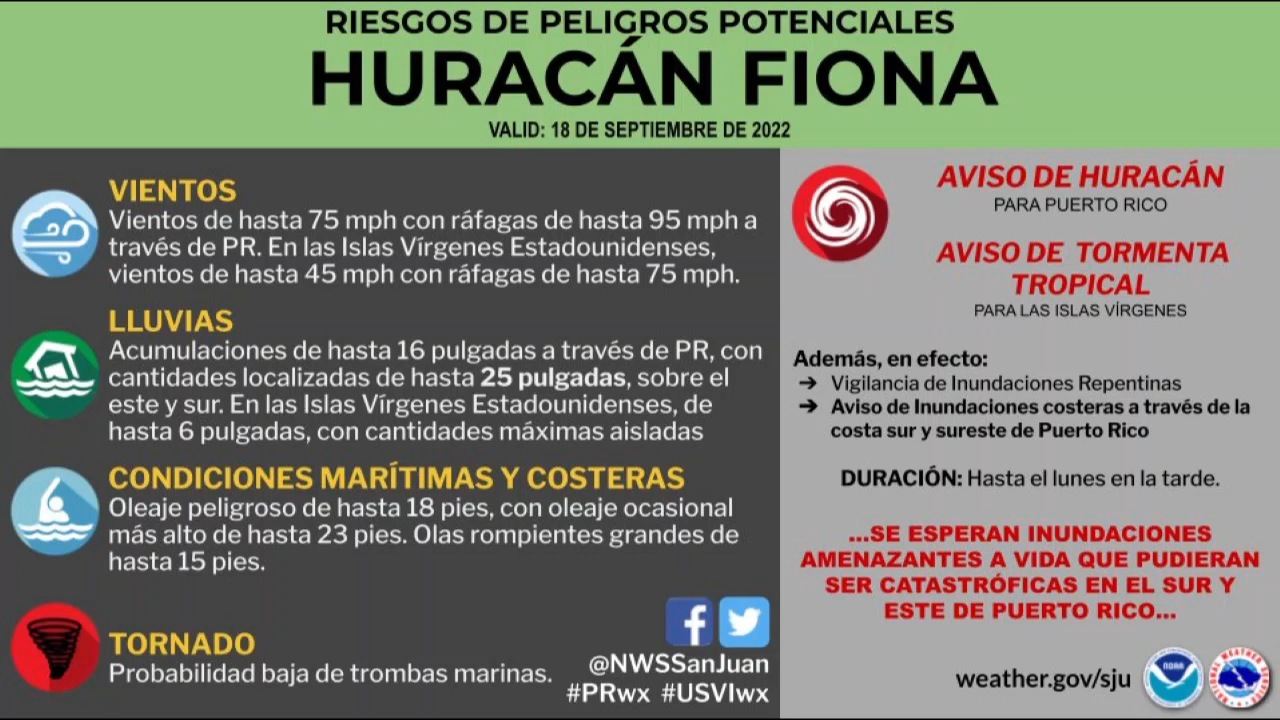 RIESGOS DE PELIGROS POTENCIALES
HURACÁN FIONA
VALID: 18 DE SEPTIEMBRE DE 2022
VIENTOS
Vientos de hasta 75 mph con ráfagas de hasta 95 mph a
través de PR. En las Islas Vírgenes Estadounidenses,
vientos de hasta 45 mph con ráfagas de hasta 75 mph.
LLUVIAS
Acumulaciones de hasta 16 pulgadas a través de PR, con
cantidades localizadas de hasta 25 pulgadas, sobre el
este y sur. En las Islas Vírgenes Estadounidenses, de
hasta 6 pulgadas, con cantidades máximas aisladas
CONDICIONES MARÍTIMAS Y COSTERAS
Oleaje peligroso de hasta 18 pies, con oleaje ocasional
más alto de hasta 23 pies. Olas rompientes grandes de
hasta 15 pies.
TORNADO
Probabilidad baja de trombas marinas.
@NWSSanJuan
#PRwx #USVIwx
AVISO DE HURACÁN
PARA PUERTO RICO
AVISO DE TORMENTA
TROPICAL
PARA LAS ISLAS VÍRGENES
Además, en efecto:
➔ Vigilancia de Inundaciones Repentinas
➔ Aviso de Inundaciones costeras a través de la
costa sur y sureste de Puerto Rico
DURACIÓN: Hasta el lunes en la tarde.
...SE ESPERAN INUNDACIONES
AMENAZANTES A VIDA QUE PUDIERAN
SER CATASTRÓFICAS EN EL SUR Y
ESTE DE PUERTO RICO...
weather.gov/sju
NOAA
NATIONAL WEATHER SERVICE